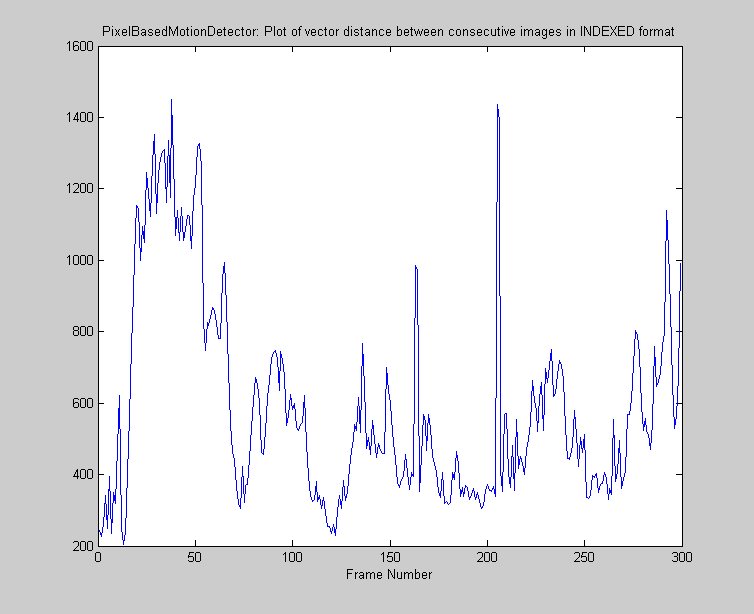 PixelBasedMotionDetector: Plot of vector distance between consecutive images in INDEXED format
1600
1400
1200
1000
800
600
400
200
0 50 100 150 200 250 300
Frame Number